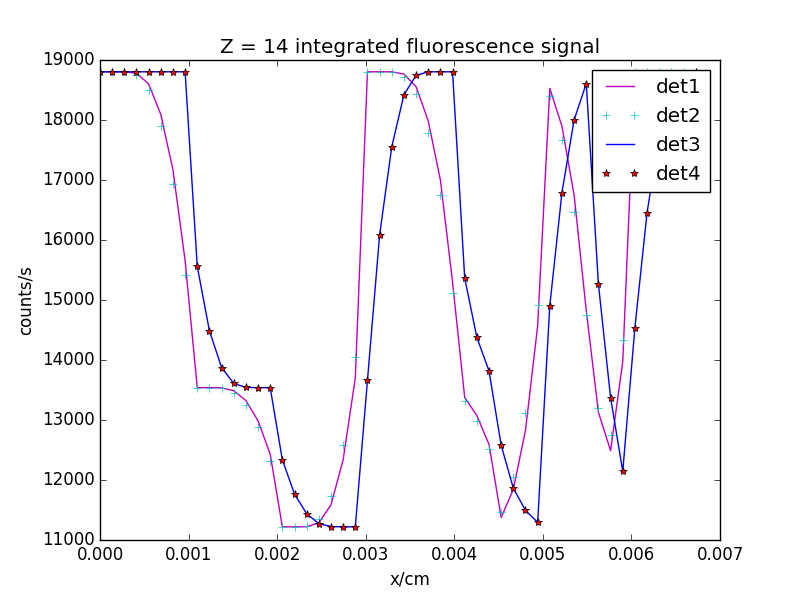 Z = 14 integrated fluorescence signal
19000
18000
17000
16000
15000
14000
13000
12000
11000
counts/s
det1
det2
det3
det4
0.000 0.001 0.002 0.003 0.004 0.005 0.006 0.007
x/cm